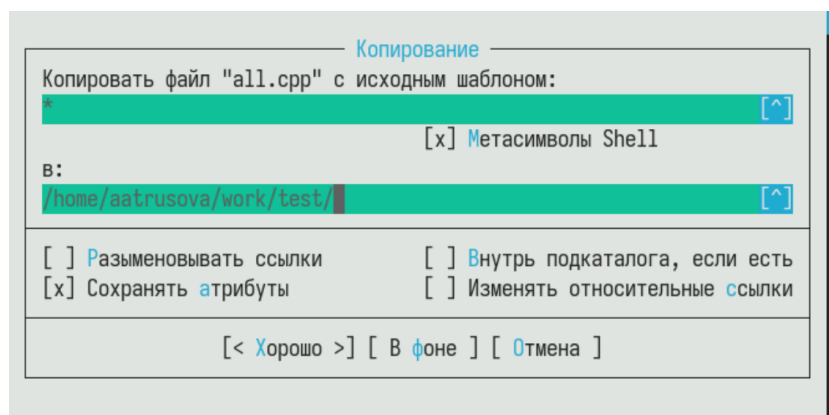 Копирование
Копировать файл "all.cpp" с исходным шаблоном:
* [^]
[x] Метасимволы Shell
в:
/home/aatrusova/work/test/ [^]
[ ] Разыменовывать ссылки [ ] Внутрь подкаталога, если есть
[x] Сохранять атрибуты [ ] Изменять относительные ссылки
[< Хорошо >] [ В фоне ] [ Отмена ]